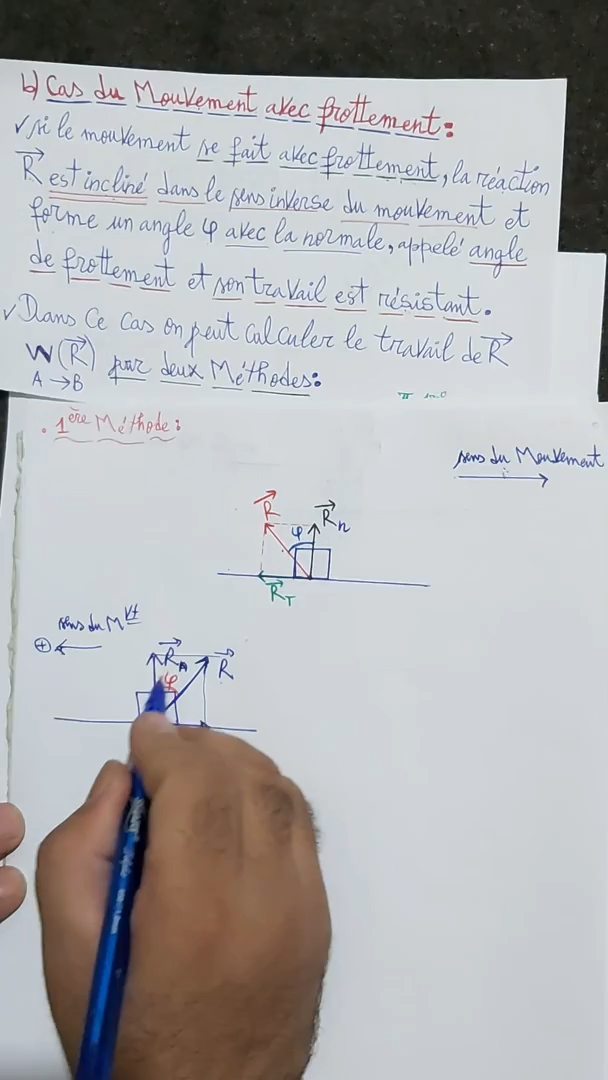 b) Cas du Mouvement avec frottement:
✓ si le mouvement se fait avec frottement, la réaction
R⃗ est incliné dans le sens inverse du mouvement et
forme un angle φ avec la normale, appelé angle
de frottement et son travail est résistant.
✓ Dans ce cas on peut calculer le travail de R⃗
W(R⃗) par deux Méthodes:
A → B
. 1ère Méthode:
sens du Mouvement
R⃗
R⃗n
φ
R⃗T
sens du Mvt
⊕
R⃗n
R⃗
φ